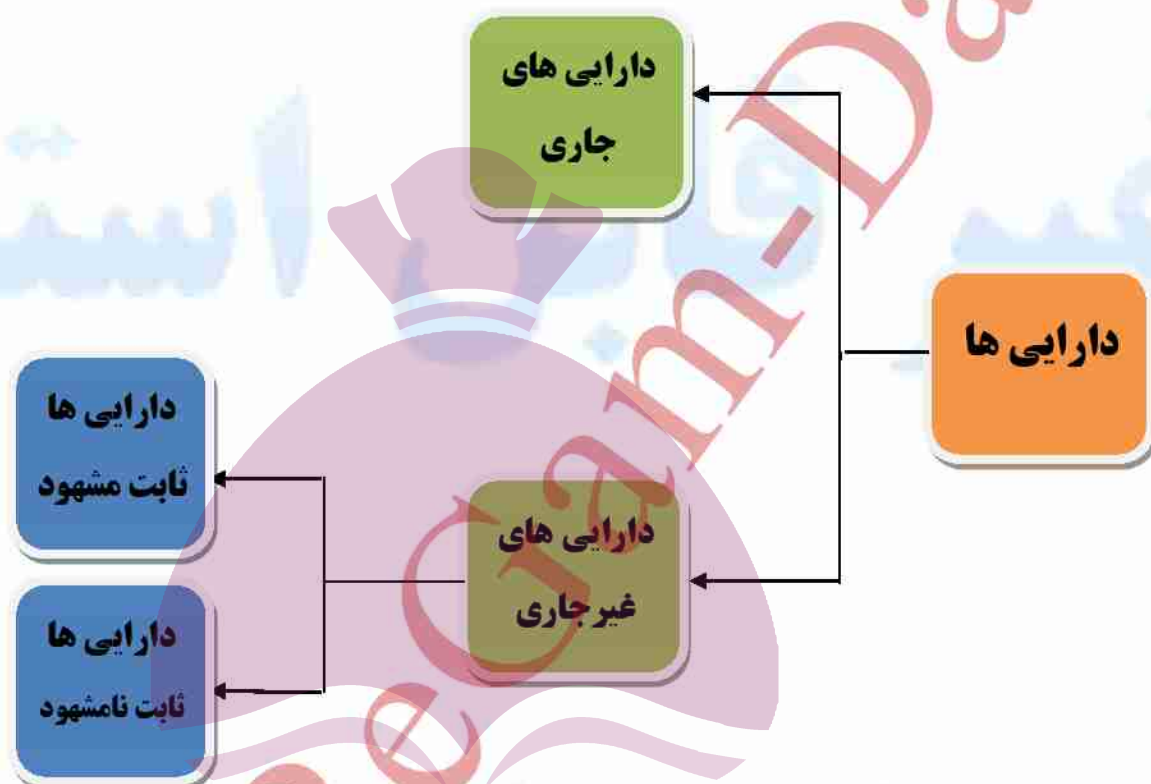 دارایی های
جاری
دارایی ها
دارایی های
غیرجاری
دارایی ها
ثابت مشهود
دارایی ها
ثابت نامشهود